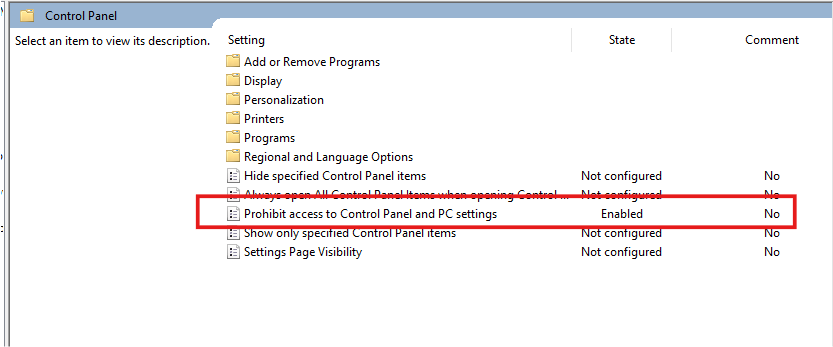 Control Panel
Select an item to view its description.
Setting State Comment
Add or Remove Programs
Display
Personalization
Printers
Programs
Regional and Language Options
Hide specified Control Panel items Not configured No
Always open All Control Panel Items when opening Control ... Not configured No
Prohibit access to Control Panel and PC settings Enabled No
Show only specified Control Panel items Not configured No
Settings Page Visibility Not configured No